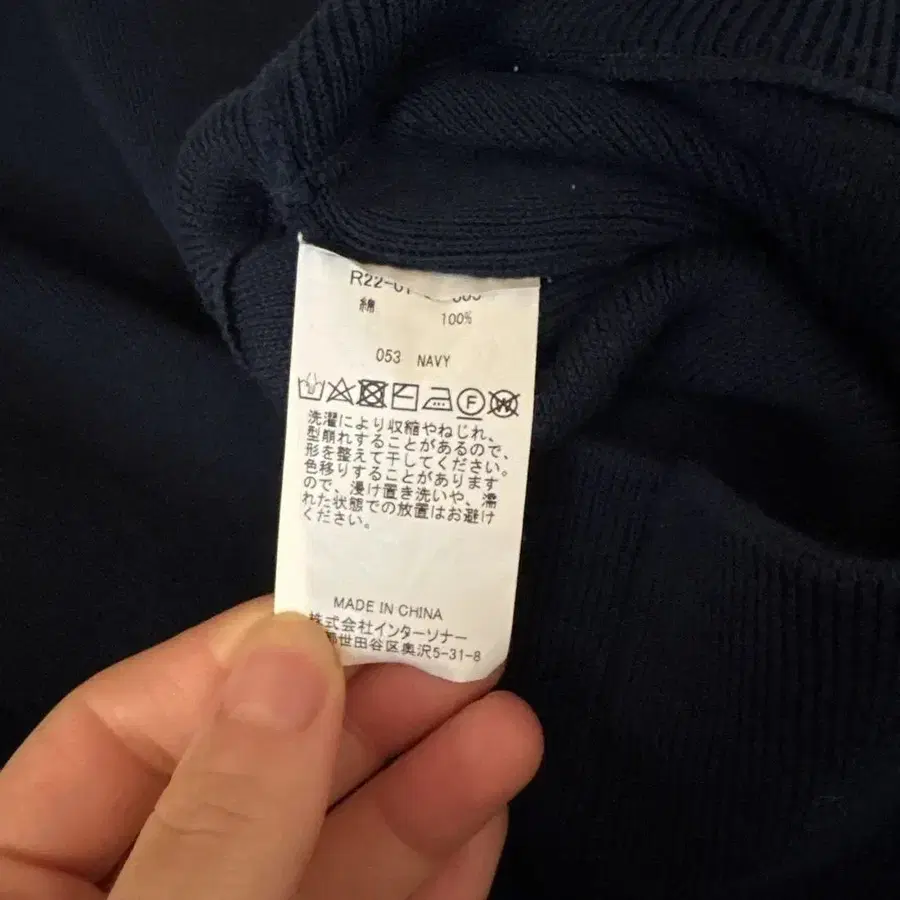 綿 100%
053 NAVY
洗濯により収縮やねじれ、
型崩れすることがあるので、
形を整えて干してください。
色移りすることがあります
ので、浸け置き洗いや、濡
れた状態での放置はお避け
ください。
MADE IN CHINA
株式会社インターソナー
都世田谷区奥沢5-31-8